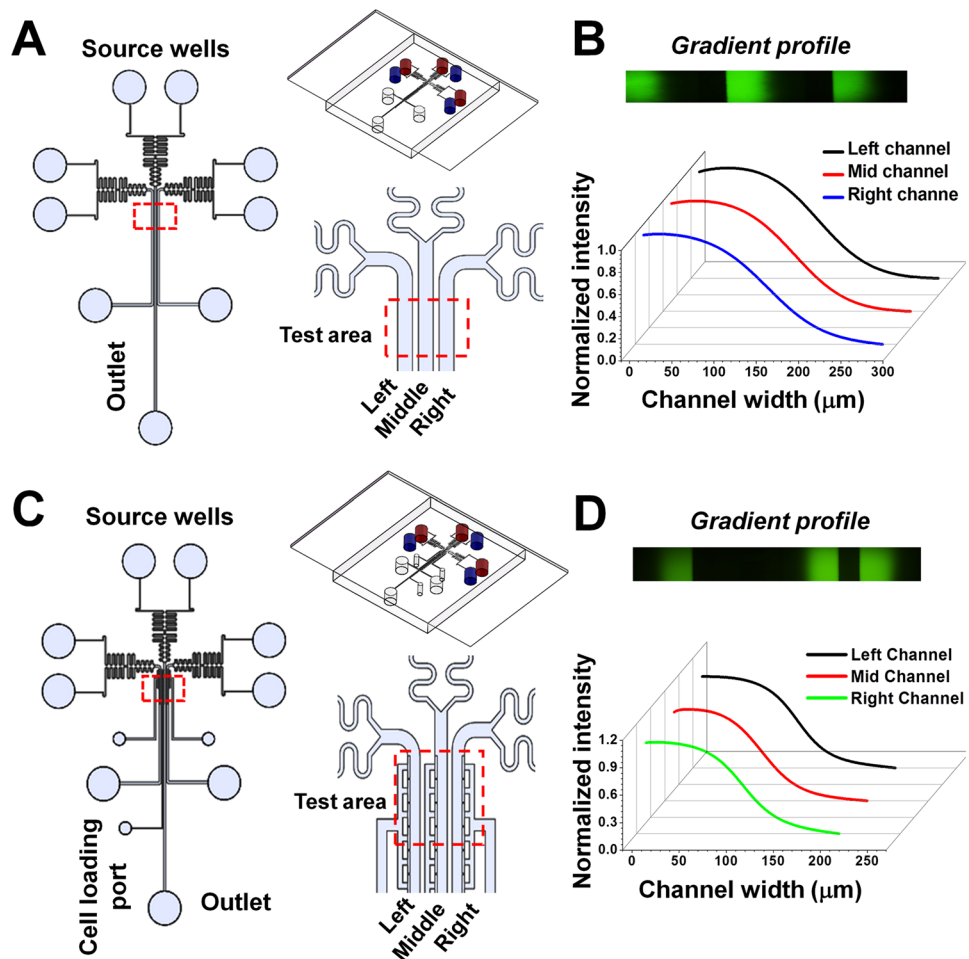 A
Source wells
Outlet
Test area
Left
Middle
Right
B
Gradient profile
Left channel
Mid channel
Right channe
Normalized intensity
1.0
0.8
0.6
0.4
0.2
0.0
0 50 100 150 200 250 300
Channel width (μm)
C
Source wells
Cell loading
port
Outlet
Test area
Left
Middle
Right
D
Gradient profile
Left Channel
Mid Channel
Right Channel
Normalized intensity
1.2
0.9
0.6
0.3
0.0
0 50 100 150 200 250
Channel width (μm)